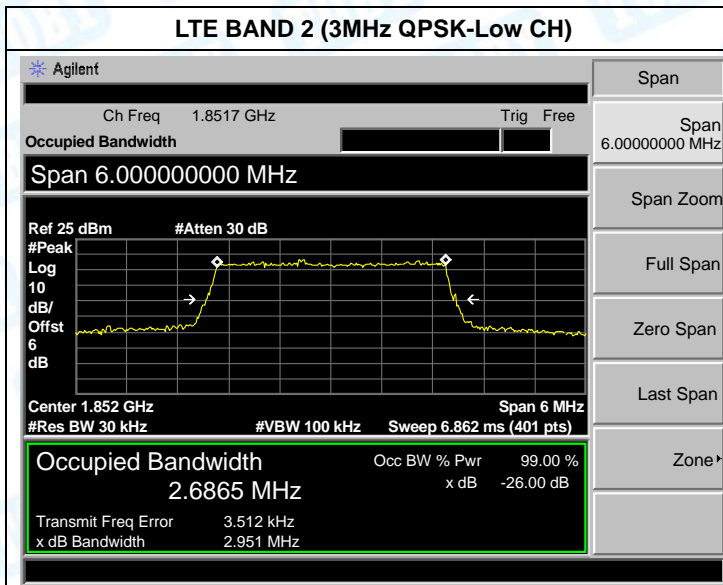 LTE BAND 2 (3MHz QPSK-Low CH)
Agilent
Span
Ch Freq 1.8517 GHz Trig Free
Occupied Bandwidth
Span
6.00000000 MHz
Span 6.000000000 MHz
Span Zoom
Ref 25 dBm #Atten 30 dB
#Peak
Log
10
dB/
Offst
6
dB
Full Span
Zero Span
Last Span
Center 1.852 GHz Span 6 MHz
#Res BW 30 kHz #VBW 100 kHz Sweep 6.862 ms (401 pts)
Occupied Bandwidth Occ BW % Pwr 99.00 %
2.6865 MHz x dB -26.00 dB
Zone
Transmit Freq Error 3.512 kHz
x dB Bandwidth 2.951 MHz